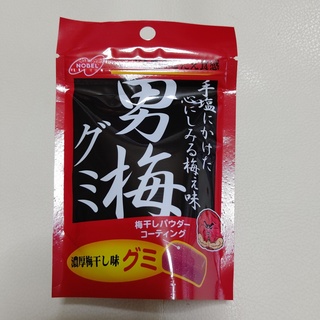 NOBEL
男梅
グミ
手塩にかけた
心にしみる梅ぇ味
梅干しパウダー
コーティング
濃厚梅干し味
グミ